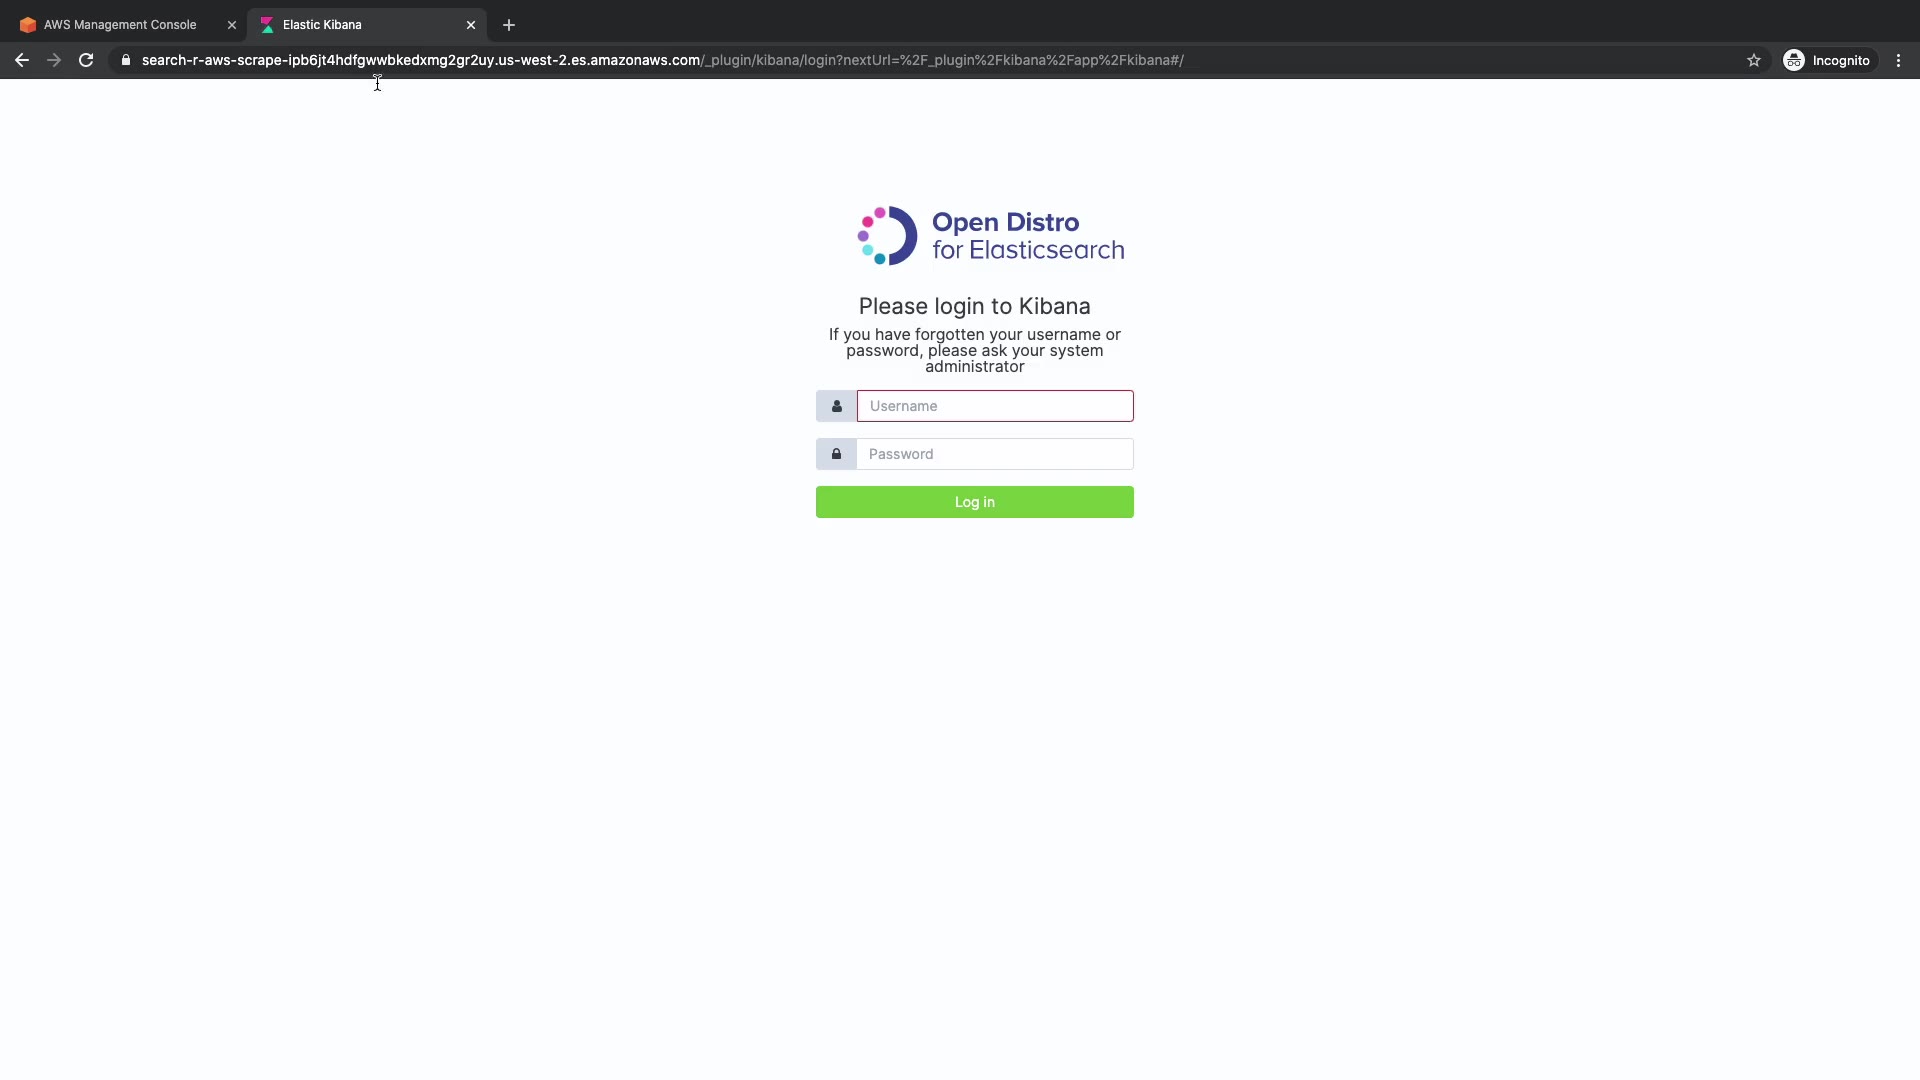 AWS Management Console
Elastic Kibana
search-r-aws-scrape-ipb6jt4hdfgwwbkedxmg2gr2uy.us-west-2.es.amazonaws.com/_plugin/kibana/login?nextUrl=%2F_plugin%2Fkibana%2Fapp%2Fkibana#/
Incognito
Open Distro
for Elasticsearch
Please login to Kibana
If you have forgotten your username or
password, please ask your system
administrator
Username
Password
Log in